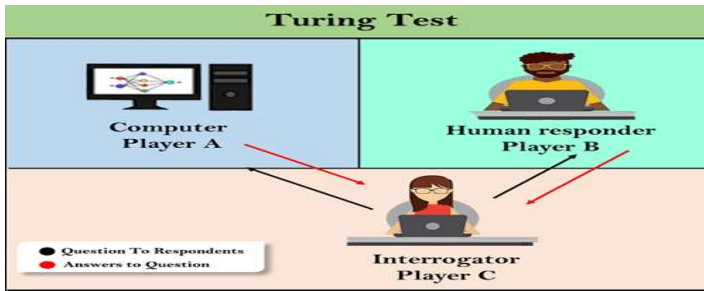 Turing Test
Computer
Player A
Human responder
Player B
Interrogator
Player C
Question To Respondents
Answers to Question